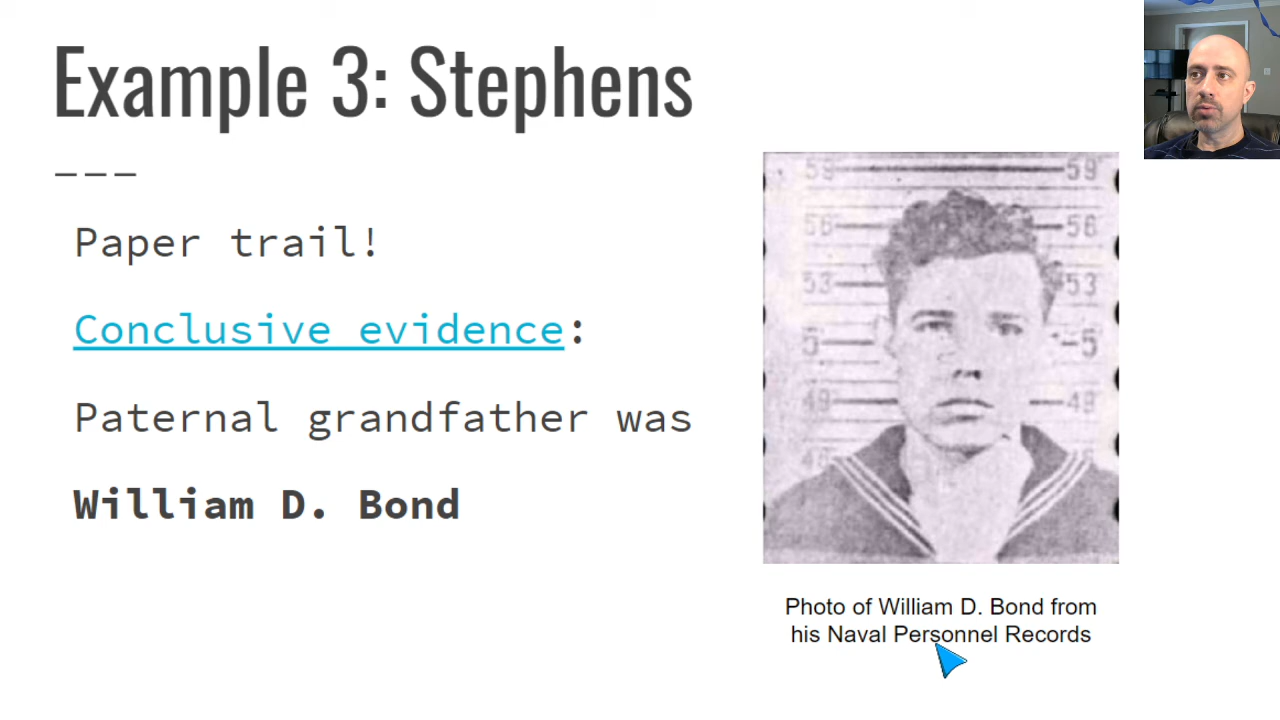 Example 3: Stephens
Paper trail!
Conclusive evidence:
Paternal grandfather was
William D. Bond
59 59
56 56
53 53
5 5
49 49
Photo of William D. Bond from
his Naval Personnel Records